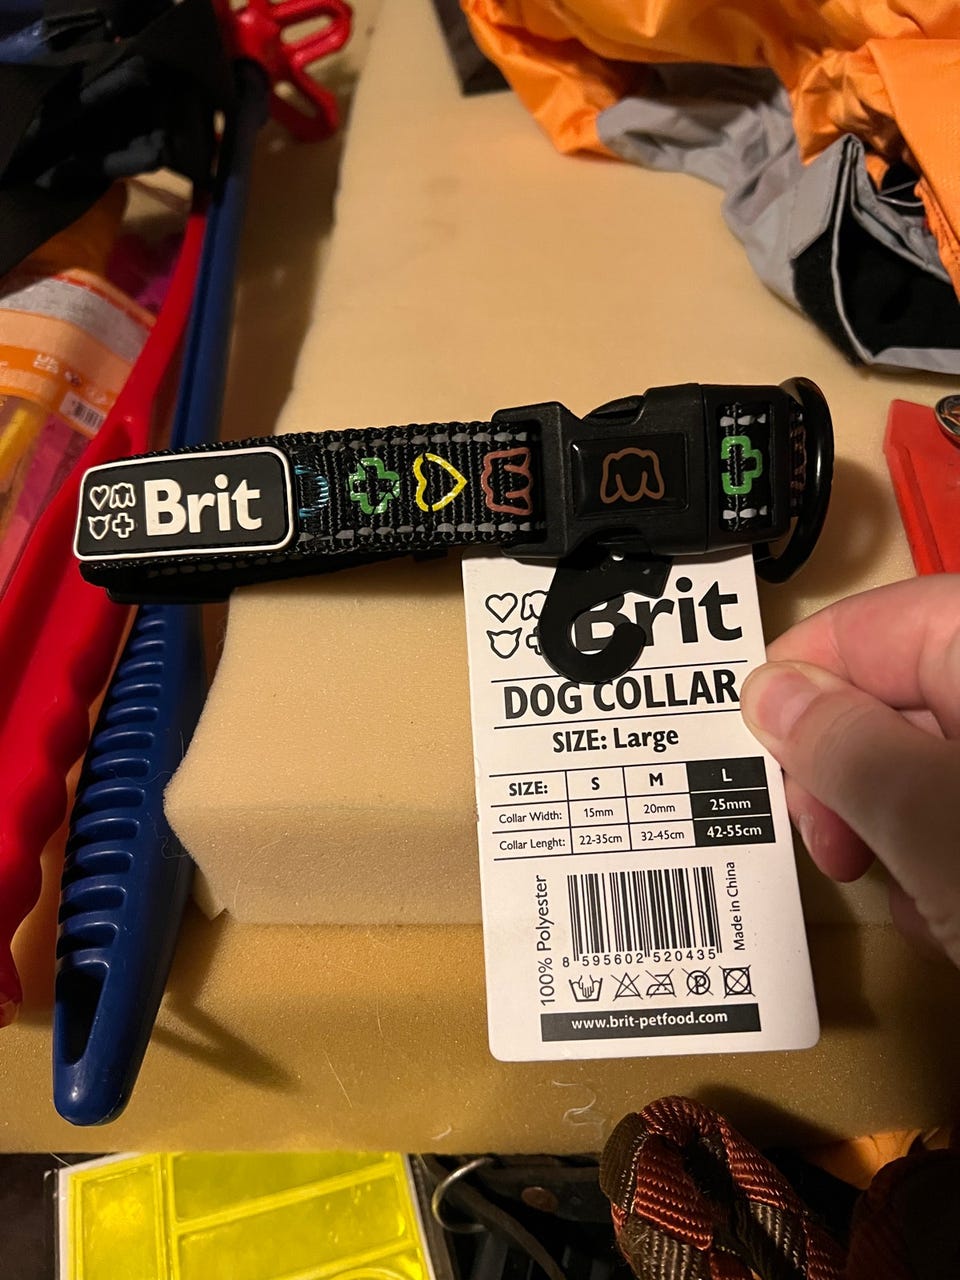 Brit
Brit
DOG COLLAR
SIZE: Large
SIZE: S M L
Collar Width: 15mm 20mm 25mm
Collar Lenght: 22-35cm 32-45cm 42-55cm
100% Polyester
Made in China
8 595602 520435
www.brit-petfood.com